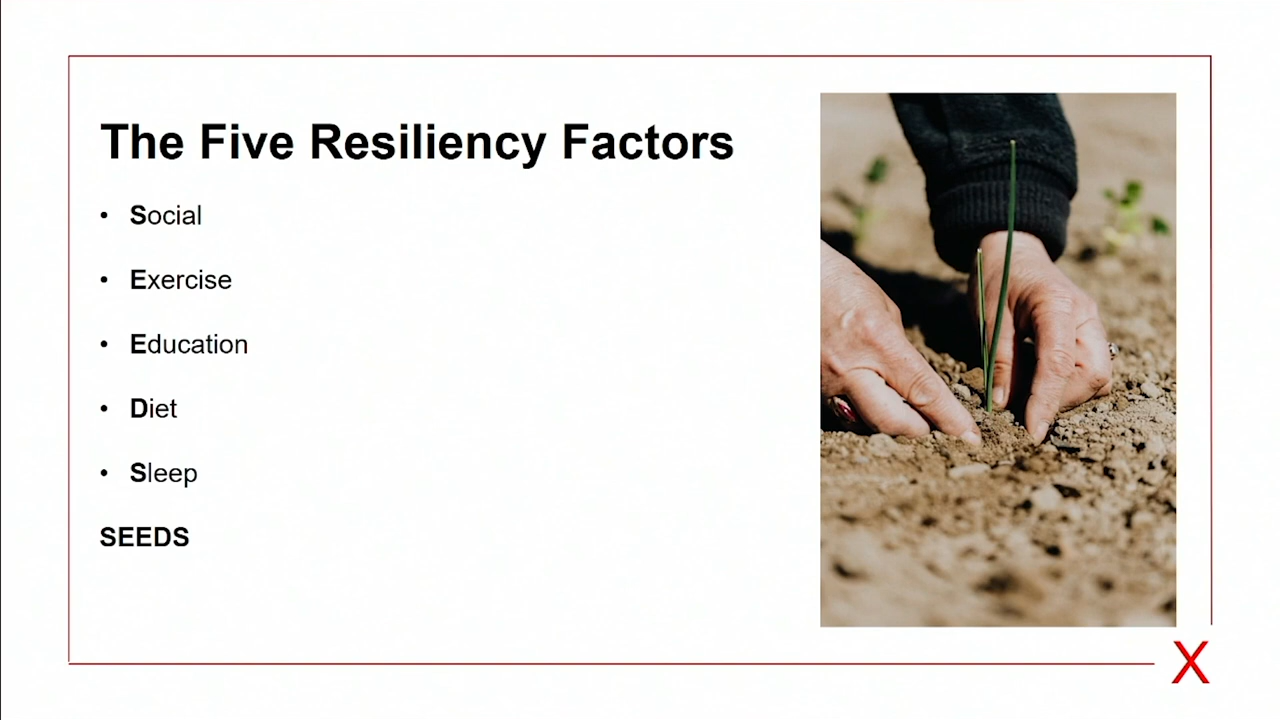 The Five Resiliency Factors
• Social
• Exercise
• Education
• Diet
• Sleep
SEEDS
X